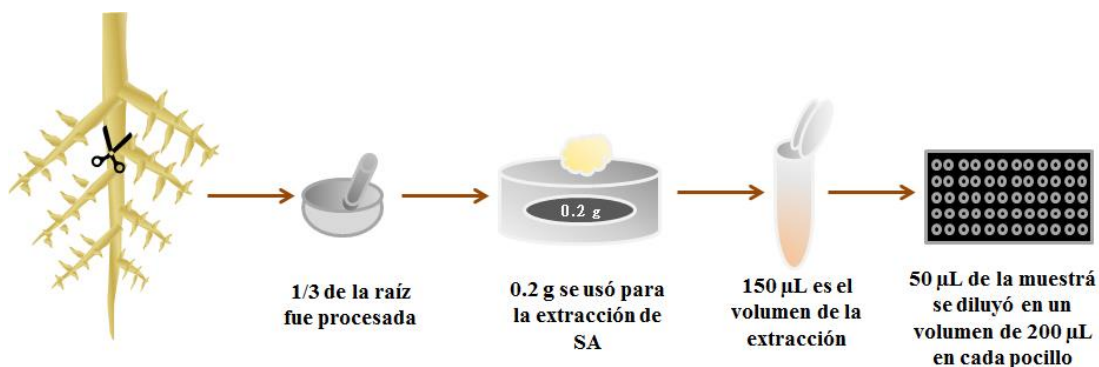 0.2 g
1/3 de la raíz
fue procesada
0.2 g se usó para
la extracción de
SA
150 µL es el
volumen de la
extracción
50 µL de la muestrá
se diluyó en un
volumen de 200 µL
en cada pocillo